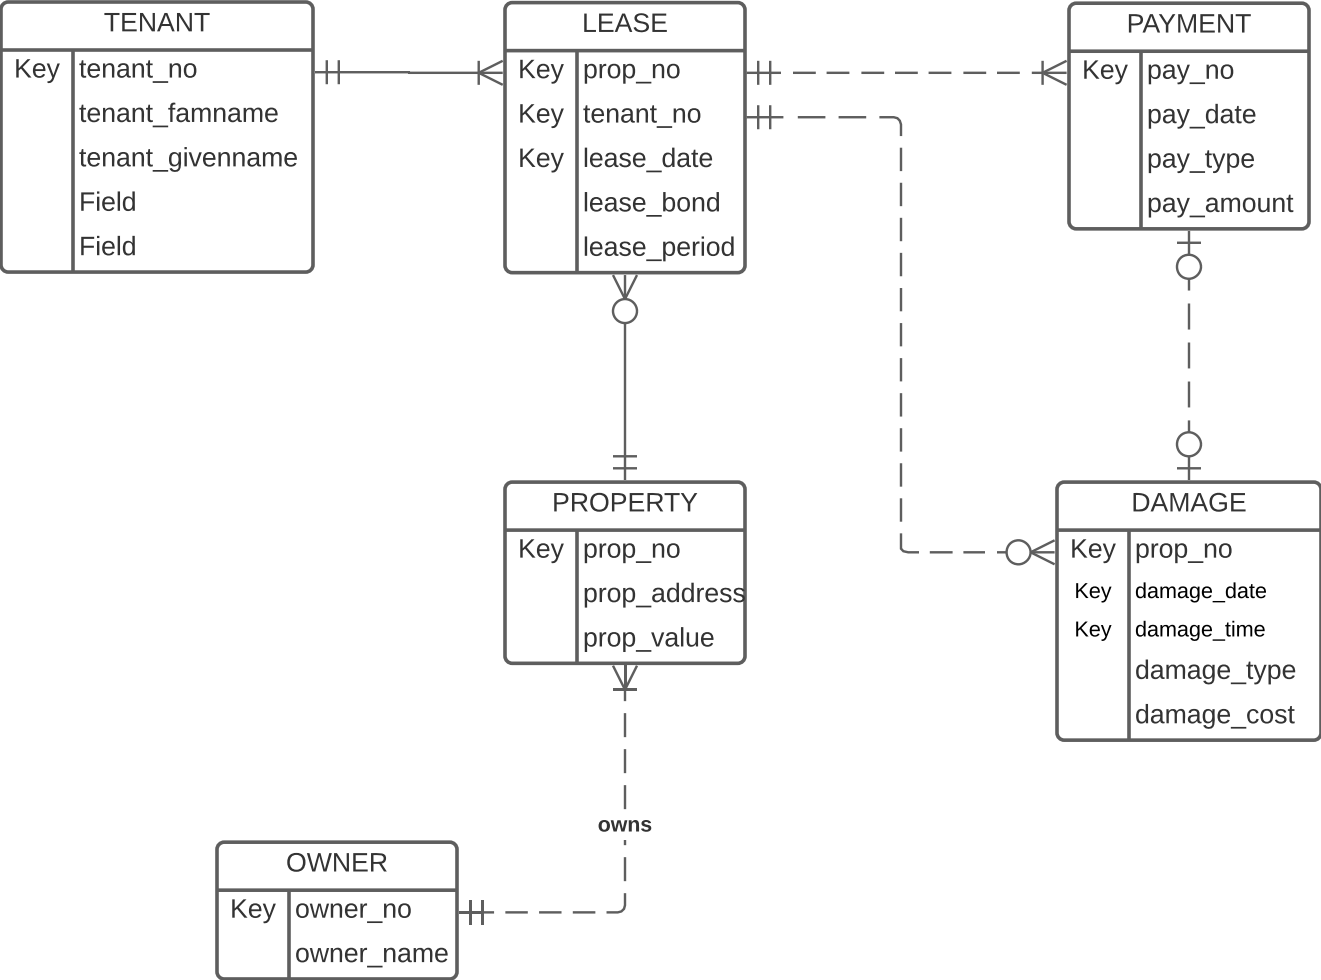 TENANT
Key tenant_no
tenant_famname
tenant_givenname
Field
Field
LEASE
Key prop_no
Key tenant_no
Key lease_date
lease_bond
lease_period
PAYMENT
Key pay_no
pay_date
pay_type
pay_amount
PROPERTY
Key prop_no
prop_address
prop_value
DAMAGE
Key prop_no
Key damage_date
Key damage_time
damage_type
damage_cost
owns
OWNER
Key owner_no
owner_name